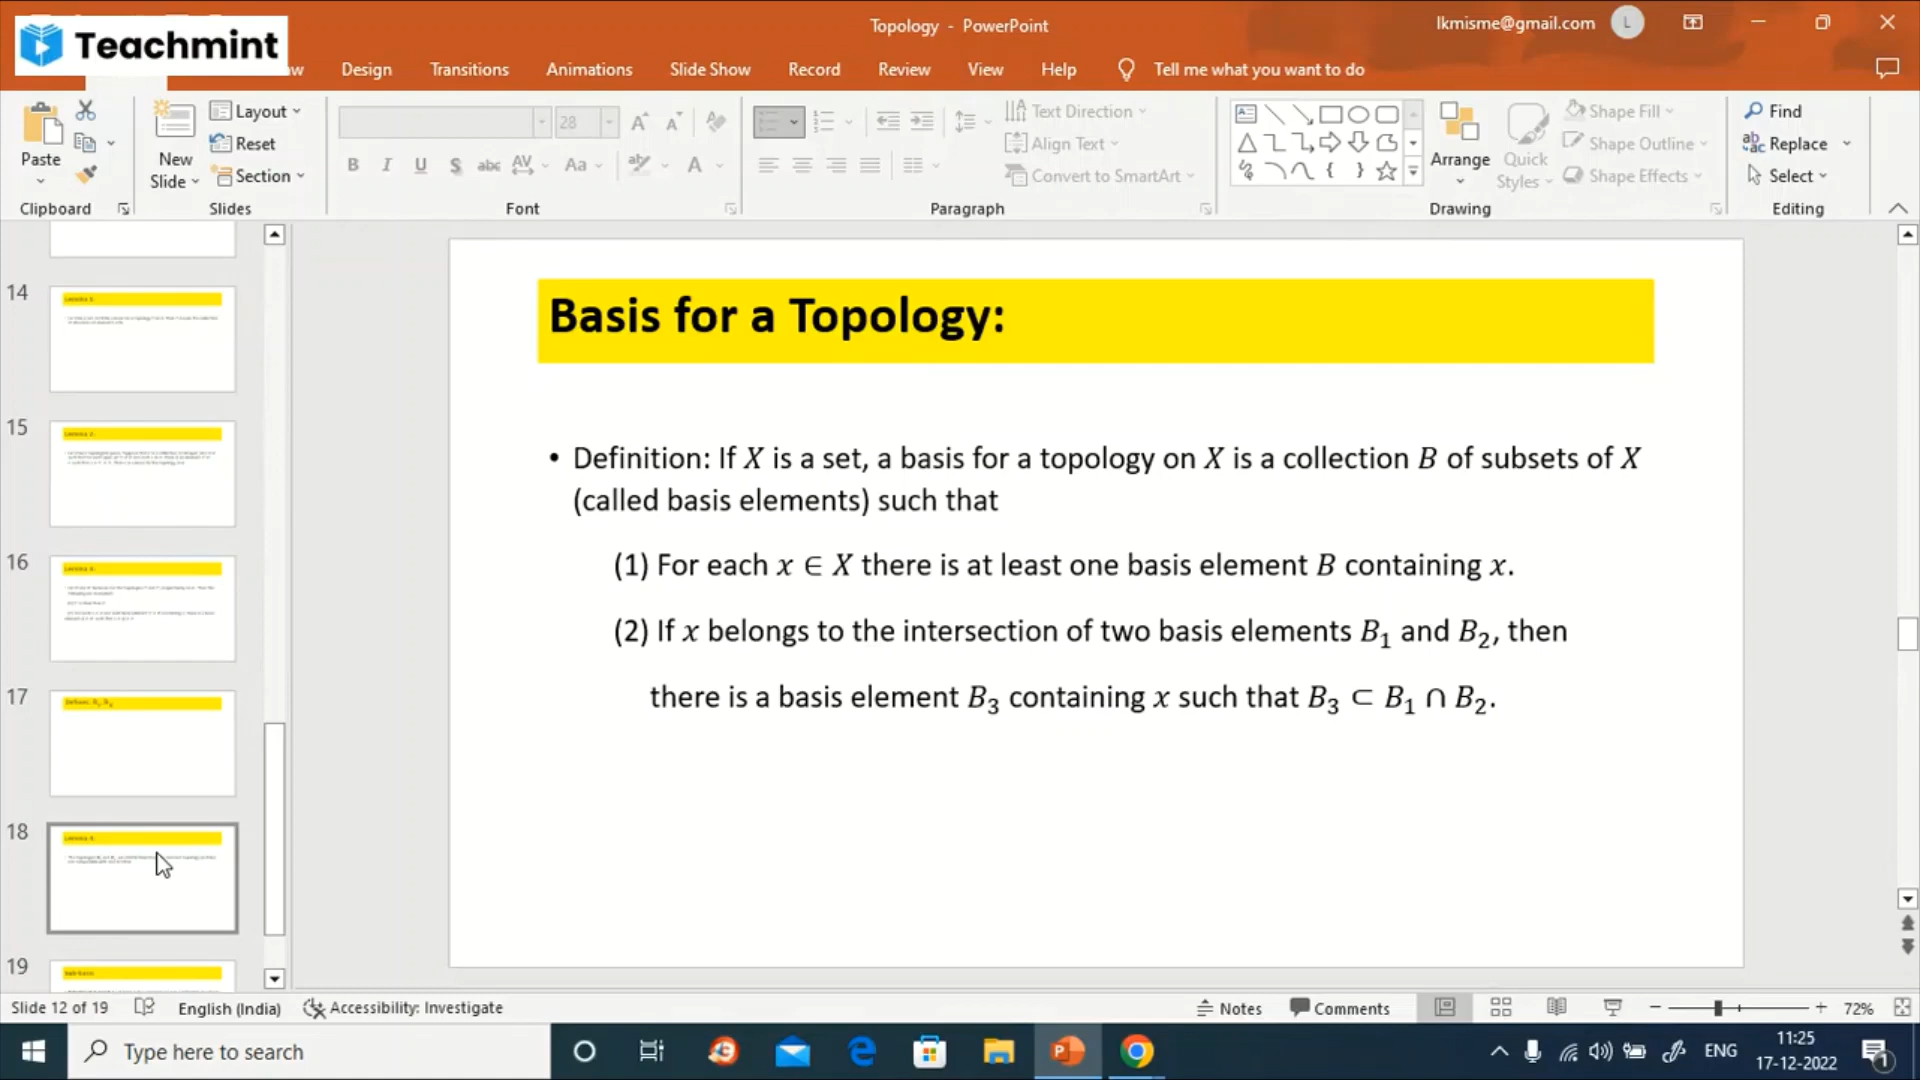 Topology - PowerPoint
lkmisme@gmail.com
L
Teachmint
Design
Transitions
Animations
Slide Show
Record
Review
View
Help
Tell me what you want to do
Paste
Clipboard
New
Slide
Layout
Reset
Section
Slides
28
Aa
Font
Text Direction
Align Text
Convert to SmartArt
Paragraph
Arrange
Quick
Styles
Shape Fill
Shape Outline
Shape Effects
Drawing
Find
Replace
Select
Editing
14
15
16
17
18
19
Basis for a Topology:
• Definition: If X is a set, a basis for a topology on X is a collection B of subsets of X
(called basis elements) such that
(1) For each x ∈ X there is at least one basis element B containing x.
(2) If x belongs to the intersection of two basis elements B₁ and B₂, then
there is a basis element B₃ containing x such that B₃ ⊂ B₁ ∩ B₂.
Slide 12 of 19
English (India)
Accessibility: Investigate
Notes
Comments
72%
Type here to search
ENG
11:25
17-12-2022
1